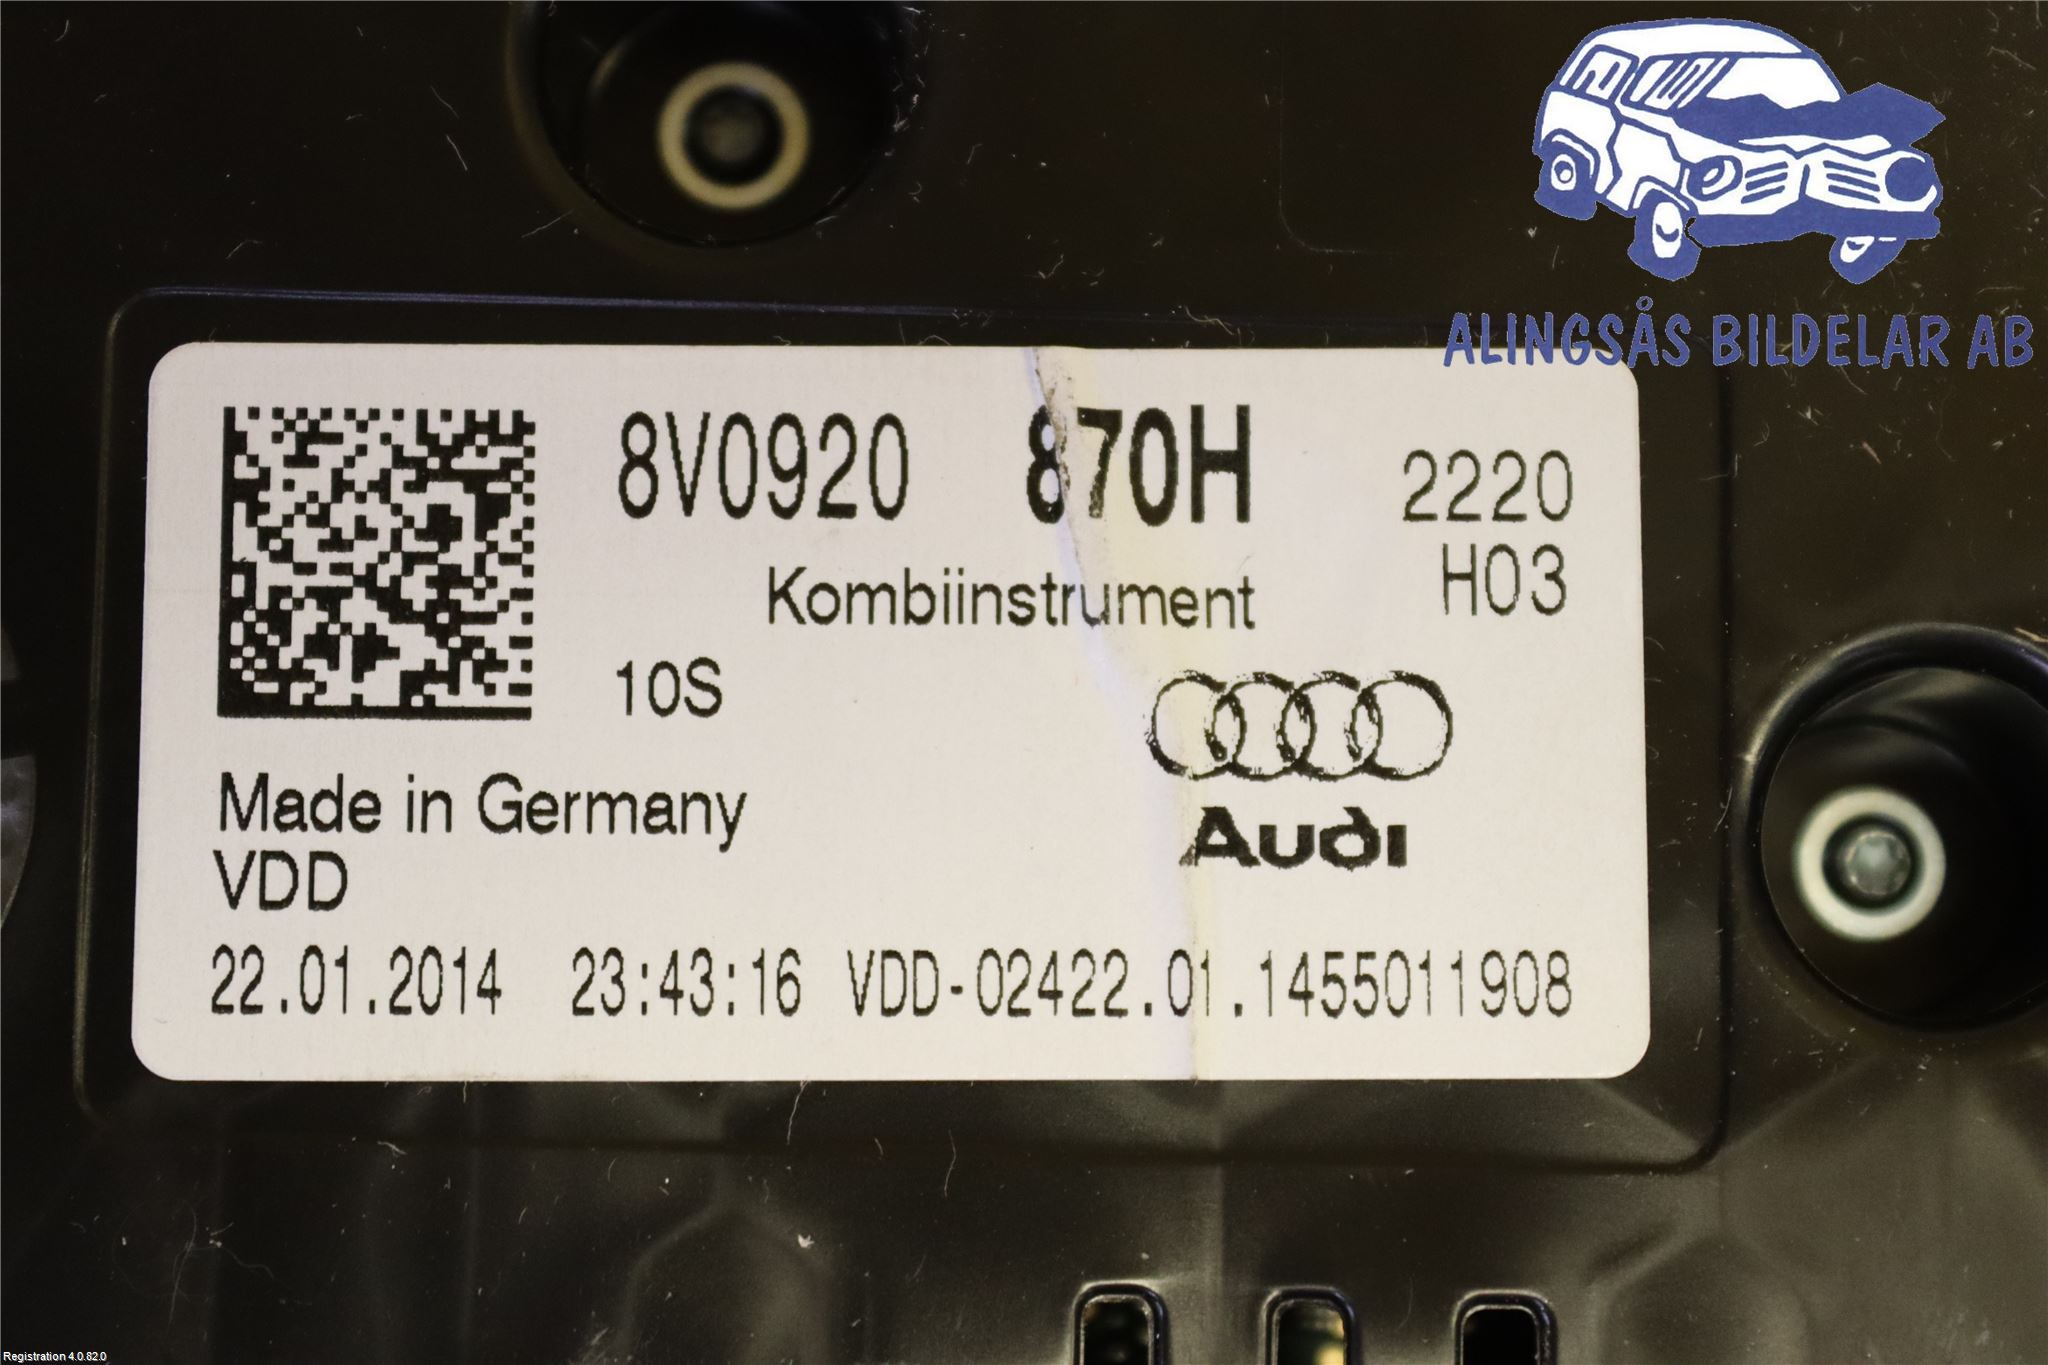 ALINGSÅS BILDELAR AB
8V0920 870H 2220
H03
Kombiinstrument
10S
Made in Germany
VDD
Audi
22.01.2014 23:43:16 VDD-02422.01.1455011908
Registration 4.0.82.0